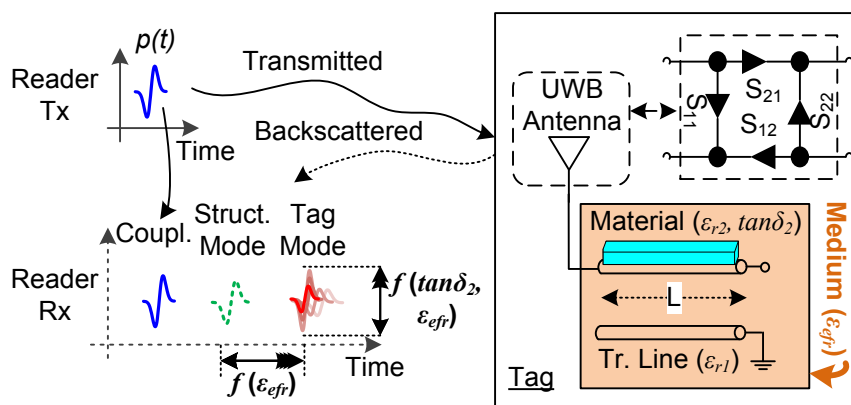 p(t)
Reader
Tx
Time
Transmitted
Backscattered
Coupl.
Struct.
Mode
Tag
Mode
Reader
Rx
f (tanδ2,
εefr)
f (εefr)
Time
UWB
Antenna
S11
S21
S12
S22
Material (εr2, tanδ2)
L
Tr. Line (εr1)
Medium (εefr)
Tag